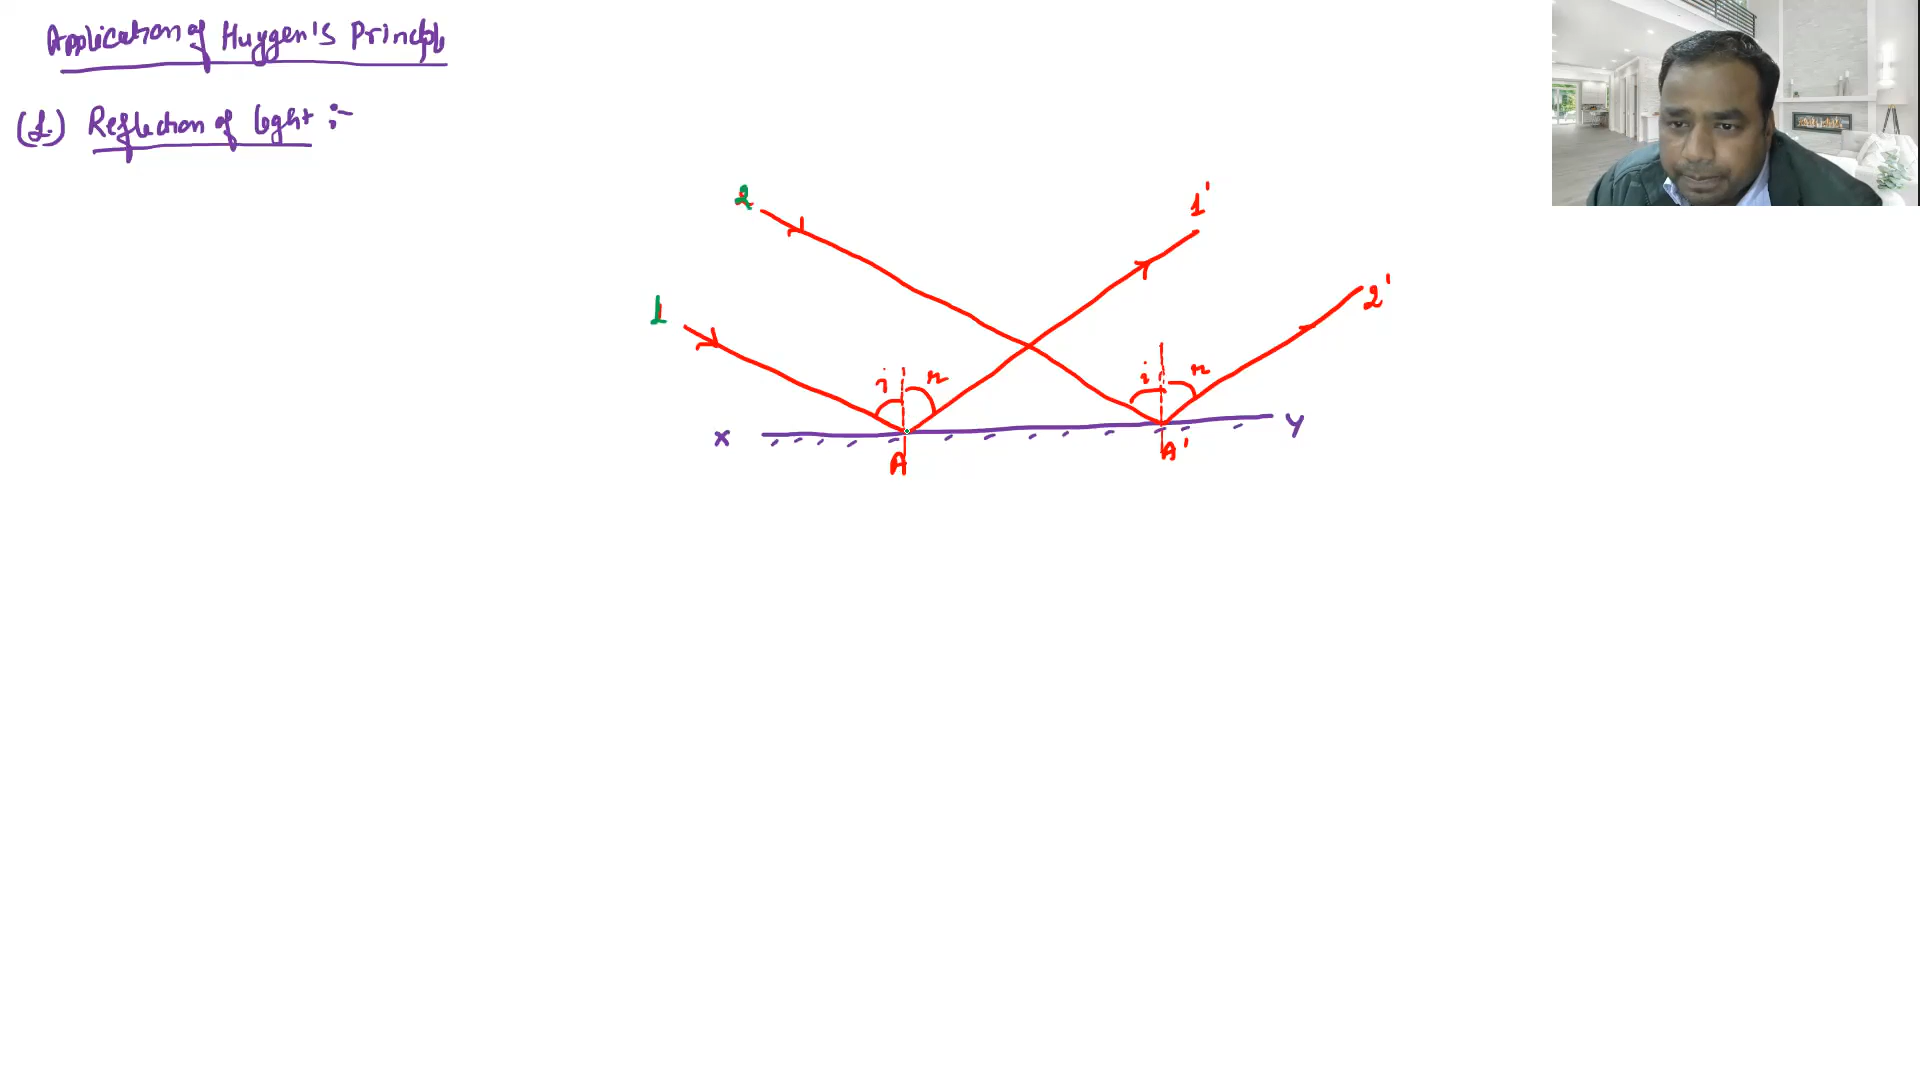 Application of Huygen's Principle
(1.) Reflection of light :-
2
1'
1
2'
i r
i r
X
Y
A
A'